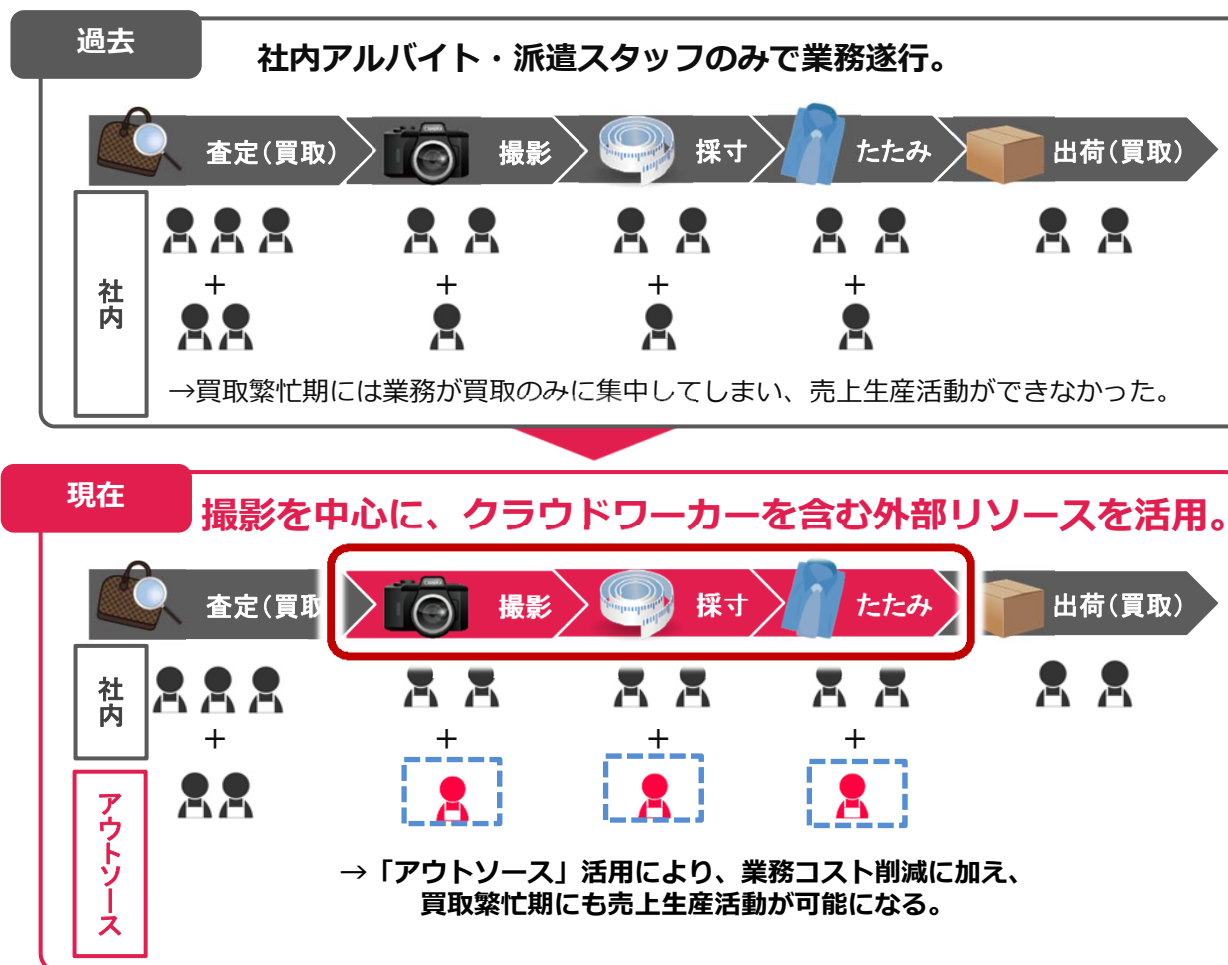 過去
社内アルバイト・派遣スタッフのみで業務遂行。
査定(買取) 撮影 採寸 たたみ 出荷(買取)
社内
+ + + +
→買取繁忙期には業務が買取のみに集中してしまい、売上生産活動ができなかった。
現在
撮影を中心に、クラウドワーカーを含む外部リソースを活用。
査定(買取 撮影 採寸 たたみ 出荷(買取)
社内
+ + + +
アウトソース
→「アウトソース」活用により、業務コスト削減に加え、
買取繁忙期にも売上生産活動が可能になる。